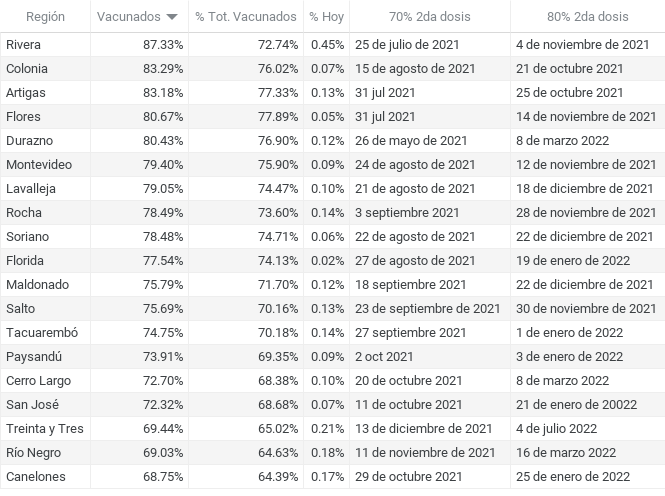 Región Vacunados % Tot. Vacunados % Hoy 70% 2da dosis 80% 2da dosis
Rivera 87.33% 72.74% 0.45% 25 de julio de 2021 4 de noviembre de 2021
Colonia 83.29% 76.02% 0.07% 15 de agosto de 2021 21 de octubre 2021
Artigas 83.18% 77.33% 0.13% 31 jul 2021 25 de octubre 2021
Flores 80.67% 77.89% 0.05% 31 jul 2021 14 de noviembre de 2021
Durazno 80.43% 76.90% 0.12% 26 de mayo de 2021 8 de marzo 2022
Montevideo 79.40% 75.90% 0.09% 24 de agosto de 2021 12 de noviembre de 2021
Lavalleja 79.05% 74.47% 0.10% 21 de agosto de 2021 18 de diciembre de 2021
Rocha 78.49% 73.60% 0.14% 3 septiembre 2021 28 de noviembre de 2021
Soriano 78.48% 74.71% 0.06% 22 de agosto de 2021 22 de diciembre de 2021
Florida 77.54% 74.13% 0.02% 27 de agosto de 2021 19 de enero de 2022
Maldonado 75.79% 71.70% 0.12% 18 septiembre 2021 22 de diciembre de 2021
Salto 75.69% 70.16% 0.13% 23 de septiembre de 2021 30 de noviembre de 2021
Tacuarembó 74.75% 70.18% 0.14% 27 septiembre 2021 1 de enero de 2022
Paysandú 73.91% 69.35% 0.09% 2 oct 2021 3 de enero de 2022
Cerro Largo 72.70% 68.38% 0.10% 20 de octubre de 2021 8 de marzo de 2022
San José 72.32% 68.68% 0.07% 11 de octubre de 2021 21 de enero de 20022
Treinta y Tres 69.44% 65.02% 0.21% 13 de diciembre de 2021 4 de julio 2022
Río Negro 69.03% 64.63% 0.18% 11 de noviembre de 2021 16 de marzo de 2022
Canelones 68.75% 64.39% 0.17% 29 de octubre de 2021 25 de enero de 2022